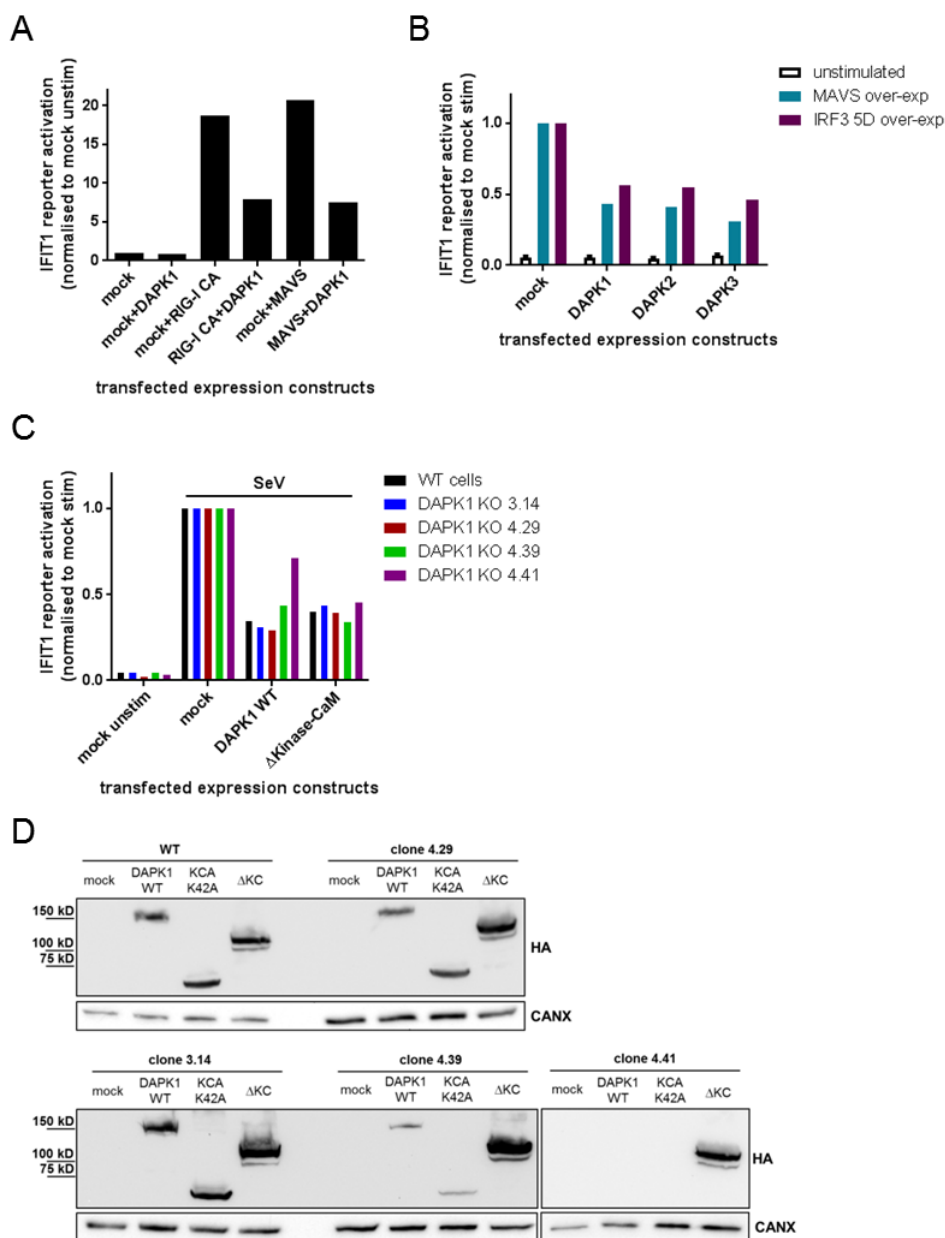 A
IFIT1 reporter activation
(normalised to mock unstim)
20
15
10
5
0
mock
mock+DAPK1
mock+RIG-I CA
RIG-I CA+DAPK1
mock+MAVS
MAVS+DAPK1
transfected expression constructs
B
IFIT1 reporter activation
(normalised to mock stim)
1.0
0.5
0.0
mock
DAPK1
DAPK2
DAPK3
transfected expression constructs
unstimulated
MAVS over-exp
IRF3 5D over-exp
C
IFIT1 reporter activation
(normalised to mock stim)
1.0
0.5
0.0
SeV
mock unstim
mock
DAPK1 WT
ΔKinase-CaM
transfected expression constructs
WT cells
DAPK1 KO 3.14
DAPK1 KO 4.29
DAPK1 KO 4.39
DAPK1 KO 4.41
D
WT
clone 4.29
mock
DAPK1
WT
KCA
K42A
ΔKC
mock
DAPK1
WT
KCA
K42A
ΔKC
150 kD
100 kD
75 kD
HA
CANX
clone 3.14
clone 4.39
clone 4.41
mock
DAPK1
WT
KCA
K42A
ΔKC
mock
DAPK1
WT
KCA
K42A
ΔKC
mock
DAPK1
WT
KCA
K42A
ΔKC
150 kD
100 kD
75 kD
HA
CANX